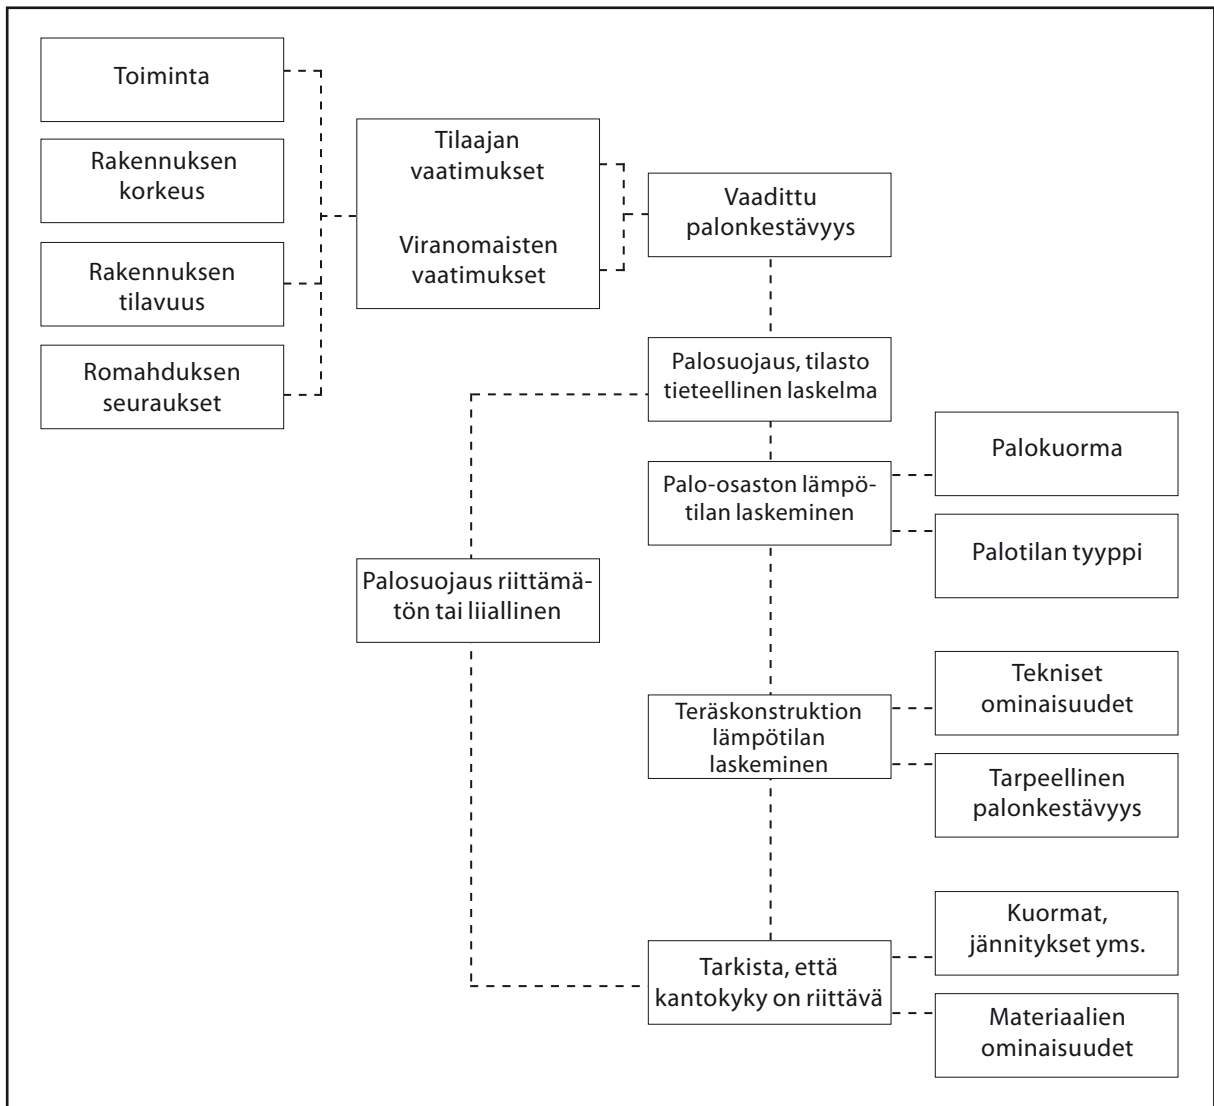 Toiminta
Rakennuksen
korkeus
Rakennuksen
tilavuus
Romahduksen
seuraukset
Tilaajan
vaatimukset
Viranomaisten
vaatimukset
Vaadittu
palonkestävyys
Palosuojaus, tilasto
tieteellinen laskelma
Palo-osaston lämpö-
tilan laskeminen
Palokuorma
Palotilan tyyppi
Palosuojaus riittämä-
tön tai liiallinen
Teräskonstruktion
lämpötilan
laskeminen
Tekniset
ominaisuudet
Tarpeellinen
palonkestävyys
Tarkista, että
kantokyky on riittävä
Kuormat,
jännitykset yms.
Materiaalien
ominaisuudet